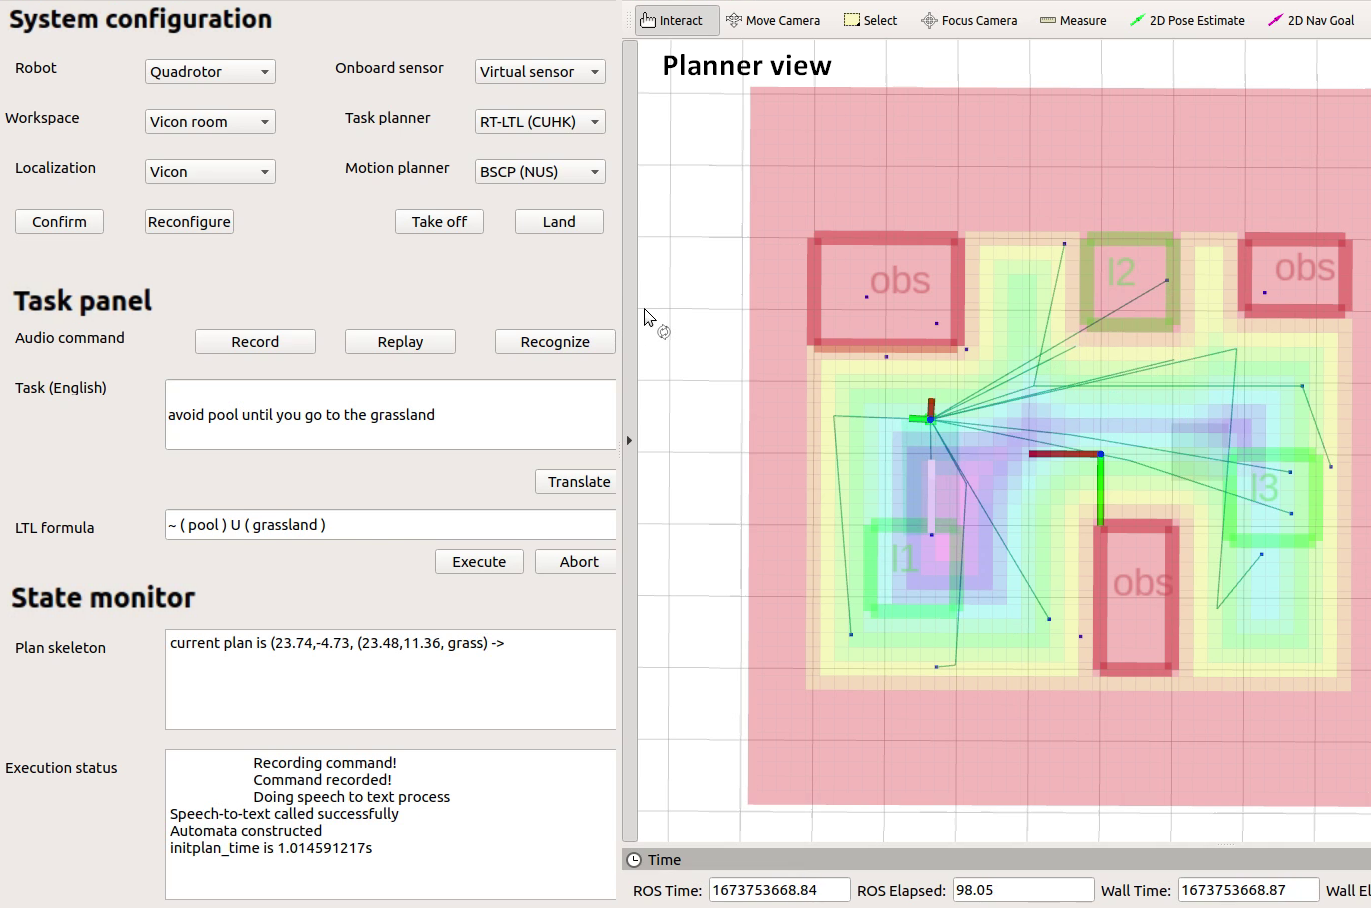 System configuration
Robot
Quadrotor
Onboard sensor
Virtual sensor
Workspace
Vicon room
Task planner
RT-LTL (CUHK)
Localization
Vicon
Motion planner
BSCP (NUS)
Confirm
Reconfigure
Take off
Land
Task panel
Audio command
Record
Replay
Recognize
Task (English)
avoid pool until you go to the grassland
Translate
LTL formula
~ ( pool ) U ( grassland )
Execute
Abort
State monitor
Plan skeleton
current plan is (23.74,-4.73, (23.48,11.36, grass) ->
Execution status
Recording command!
Command recorded!
Doing speech to text process
Speech-to-text called successfully
Automata constructed
initplan_time is 1.014591217s
Interact
Move Camera
Select
Focus Camera
Measure
2D Pose Estimate
2D Nav Goal
Planner view
obs
l2
obs
l3
l1
obs
Time
ROS Time:
1673753668.84
ROS Elapsed:
98.05
Wall Time:
1673753668.87
Wall El